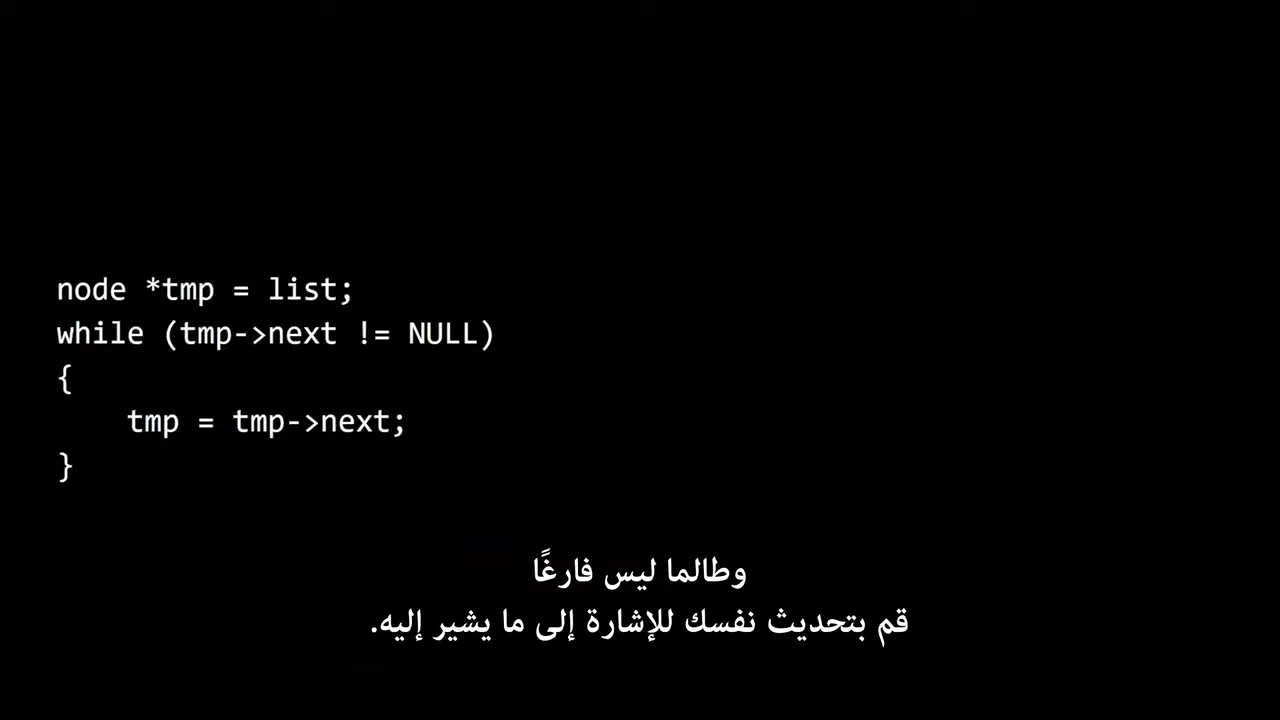 node *tmp = list;
while (tmp->next != NULL)
{
    tmp = tmp->next;
}
وطالما ليس فارغًا
قم بتحديث نفسك للإشارة إلى ما يشير إليه.